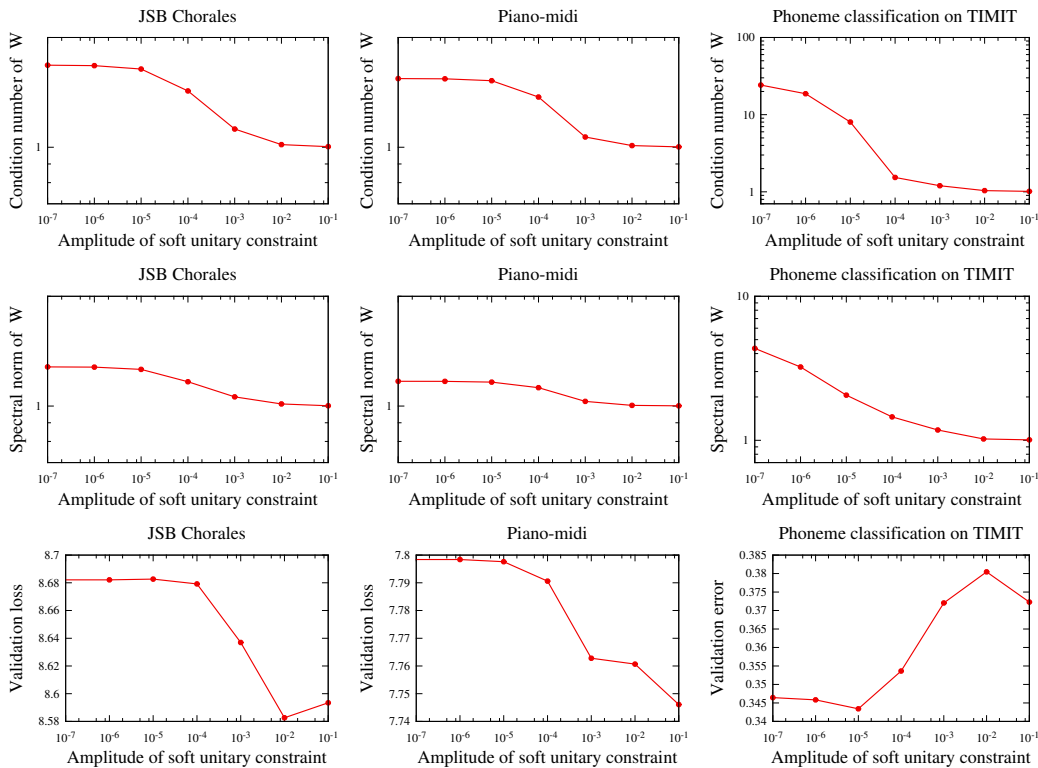 JSB Chorales
Condition number of W
1
10-7 10-6 10-5 10-4 10-3 10-2 10-1
Amplitude of soft unitary constraint
Piano-midi
Condition number of W
1
10-7 10-6 10-5 10-4 10-3 10-2 10-1
Amplitude of soft unitary constraint
Phoneme classification on TIMIT
Condition number of W
100
10
1
10-7 10-6 10-5 10-4 10-3 10-2 10-1
Amplitude of soft unitary constraint
JSB Chorales
Spectral norm of W
1
10-7 10-6 10-5 10-4 10-3 10-2 10-1
Amplitude of soft unitary constraint
Piano-midi
Spectral norm of W
1
10-7 10-6 10-5 10-4 10-3 10-2 10-1
Amplitude of soft unitary constraint
Phoneme classification on TIMIT
Spectral norm of W
10
1
10-7 10-6 10-5 10-4 10-3 10-2 10-1
Amplitude of soft unitary constraint
JSB Chorales
Validation loss
8.7
8.68
8.66
8.64
8.62
8.6
8.58
10-7 10-6 10-5 10-4 10-3 10-2 10-1
Amplitude of soft unitary constraint
Piano-midi
Validation loss
7.8
7.79
7.77
7.76
7.75
7.74
10-7 10-6 10-5 10-4 10-3 10-2 10-1
Amplitude of soft unitary constraint
Phoneme classification on TIMIT
Validation error
0.385
0.38
0.375
0.37
0.365
0.36
0.355
0.35
0.345
0.34
10-7 10-6 10-5 10-4 10-3 10-2 10-1
Amplitude of soft unitary constraint